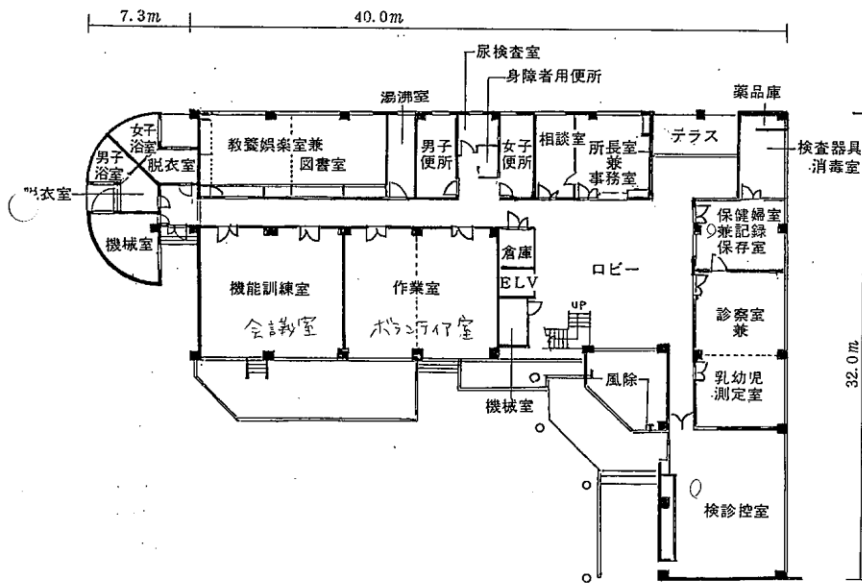 7.3m
40.0m
尿検査室
身障者用便所
湯沸室
薬品庫
女子
浴室
男子
浴室
脱衣室
脱衣室
機械室
教養娯楽室兼
図書室
男子
便所
女子
便所
相談室
所長室
兼
事務室
テラス
検査器具
消毒室
保健婦室
兼記録
保存室
倉庫
ELV
ロビー
UP
機能訓練室
会議室
作業室
ボランティア室
診察室
兼
乳幼児
測定室
風除
機械室
検診控室
32.0m